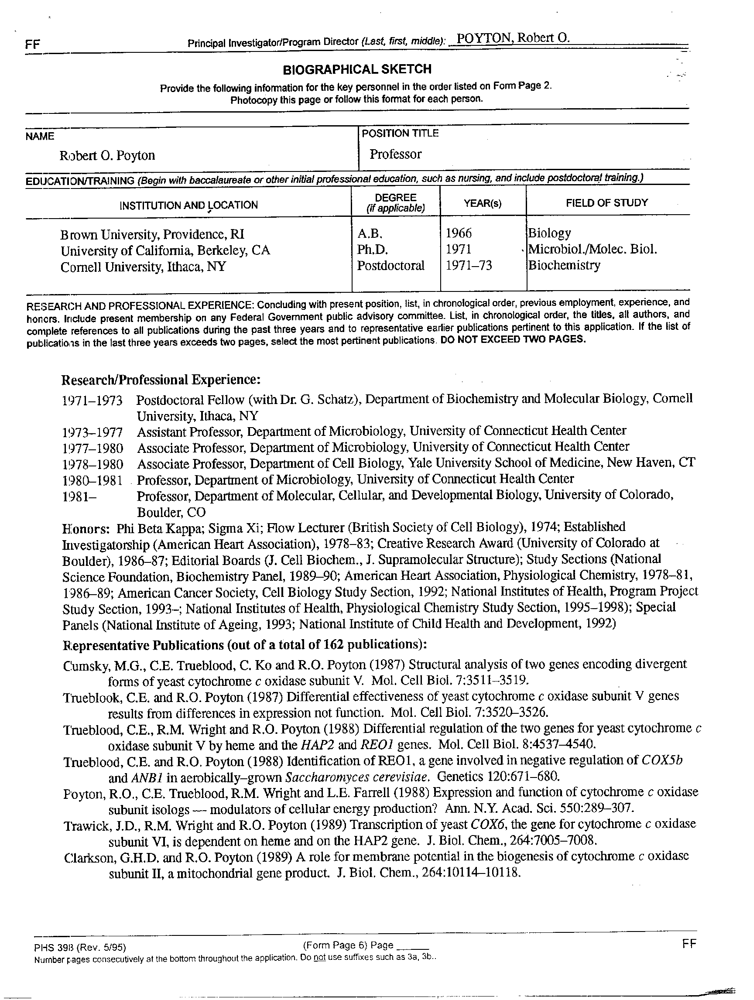 FF
Principal Investigator/Program Director (Last, first, middle): POYTON, Robert O.
BIOGRAPHICAL SKETCH
Provide the following information for the key personnel in the order listed on Form Page 2.
Photocopy this page or follow this format for each person.
NAME
POSITION TITLE
Robert O. Poyton
Professor
EDUCATION/TRAINING (Begin with baccalaureate or other initial professional education, such as nursing, and include postdoctoral training.)
INSTITUTION AND LOCATION
DEGREE
(if applicable)
YEAR(s)
FIELD OF STUDY
Brown University, Providence, RI A.B. 1966 Biology
University of California, Berkeley, CA Ph.D. 1971 Microbiol./Molec. Biol.
Cornell University, Ithaca, NY Postdoctoral 1971–73 Biochemistry
RESEARCH AND PROFESSIONAL EXPERIENCE: Concluding with present position, list, in chronological order, previous employment, experience, and
honors. Include present membership on any Federal Government public advisory committee. List, in chronological order, the titles, all authors, and
complete references to all publications during the past three years and to representative earlier publications pertinent to this application. If the list of
publications in the last three years exceeds two pages, select the most pertinent publications. DO NOT EXCEED TWO PAGES.
Research/Professional Experience:
1971–1973 Postdoctoral Fellow (with Dr. G. Schatz), Department of Biochemistry and Molecular Biology, Cornell
University, Ithaca, NY
1973–1977 Assistant Professor, Department of Microbiology, University of Connecticut Health Center
1977–1980 Associate Professor, Department of Microbiology, University of Connecticut Health Center
1978–1980 Associate Professor, Department of Cell Biology, Yale University School of Medicine, New Haven, CT
1980–1981 Professor, Department of Microbiology, University of Connecticut Health Center
1981– Professor, Department of Molecular, Cellular, and Developmental Biology, University of Colorado,
Boulder, CO
Honors: Phi Beta Kappa; Sigma Xi; Flow Lecturer (British Society of Cell Biology), 1974; Established
Investigatorship (American Heart Association), 1978–83; Creative Research Award (University of Colorado at
Boulder), 1986–87; Editorial Boards (J. Cell Biochem., J. Supramolecular Structure); Study Sections (National
Science Foundation, Biochemistry Panel, 1989–90; American Heart Association, Physiological Chemistry, 1978–81,
1986–89; American Cancer Society, Cell Biology Study Section, 1992; National Institutes of Health, Program Project
Study Section, 1993–; National Institutes of Health, Physiological Chemistry Study Section, 1995–1998); Special
Panels (National Institute of Ageing, 1993; National Institute of Child Health and Development, 1992)
Representative Publications (out of a total of 162 publications):
Cumsky, M.G., C.E. Trueblood, C. Ko and R.O. Poyton (1987) Structural analysis of two genes encoding divergent
forms of yeast cytochrome c oxidase subunit V. Mol. Cell Biol. 7:3511–3519.
Trueblook, C.E. and R.O. Poyton (1987) Differential effectiveness of yeast cytochrome c oxidase subunit V genes
results from differences in expression not function. Mol. Cell Biol. 7:3520–3526.
Trueblood, C.E., R.M. Wright and R.O. Poyton (1988) Differential regulation of the two genes for yeast cytochrome c
oxidase subunit V by heme and the HAP2 and REO1 genes. Mol. Cell Biol. 8:4537–4540.
Trueblood, C.E. and R.O. Poyton (1988) Identification of REO1, a gene involved in negative regulation of COX5b
and ANB1 in aerobically–grown Saccharomyces cerevisiae. Genetics 120:671–680.
Poyton, R.O., C.E. Trueblood, R.M. Wright and L.E. Farrell (1988) Expression and function of cytochrome c oxidase
subunit isologs — modulators of cellular energy production? Ann. N.Y. Acad. Sci. 550:289–307.
Trawick, J.D., R.M. Wright and R.O. Poyton (1989) Transcription of yeast COX6, the gene for cytochrome c oxidase
subunit VI, is dependent on heme and on the HAP2 gene. J. Biol. Chem., 264:7005–7008.
Clarkson, G.H.D. and R.O. Poyton (1989) A role for membrane potential in the biogenesis of cytochrome c oxidase
subunit II, a mitochondrial gene product. J. Biol. Chem., 264:10114–10118.
PHS 398 (Rev. 5/95) (Form Page 6) Page ______ FF
Number pages consecutively at the bottom throughout the application. Do not use suffixes such as 3a, 3b..